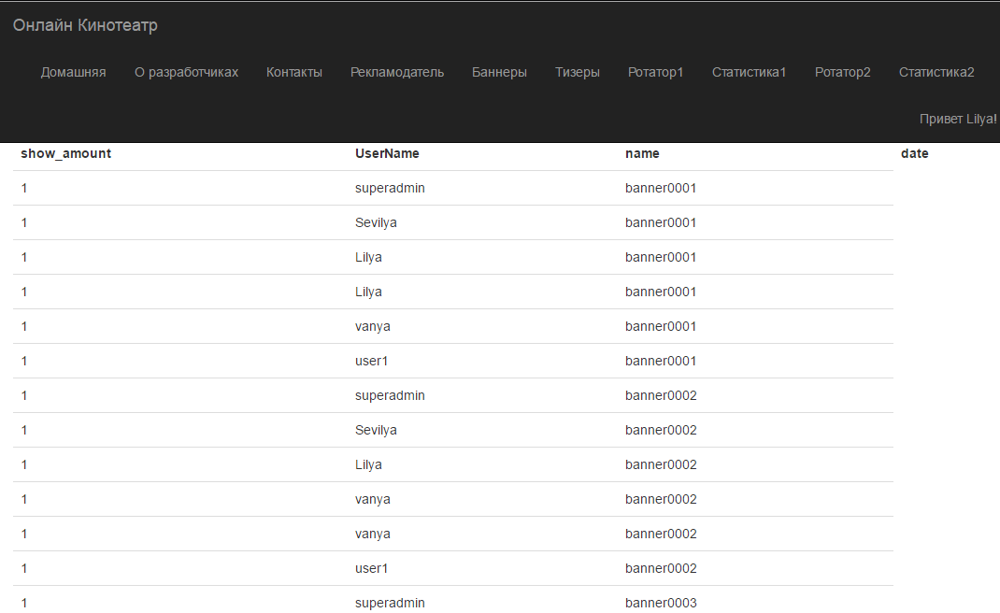 Онлайн Кинотеатр
Домашняя О разработчиках Контакты Рекламодатель Баннеры Тизеры Ротатор1 Статистика1 Ротатор2 Статистика2
Привет Lilya!
show_amount UserName name date
1 superadmin banner0001
1 Sevilya banner0001
1 Lilya banner0001
1 Lilya banner0001
1 vanya banner0001
1 user1 banner0001
1 superadmin banner0002
1 Sevilya banner0002
1 Lilya banner0002
1 vanya banner0002
1 vanya banner0002
1 user1 banner0002
1 superadmin banner0003